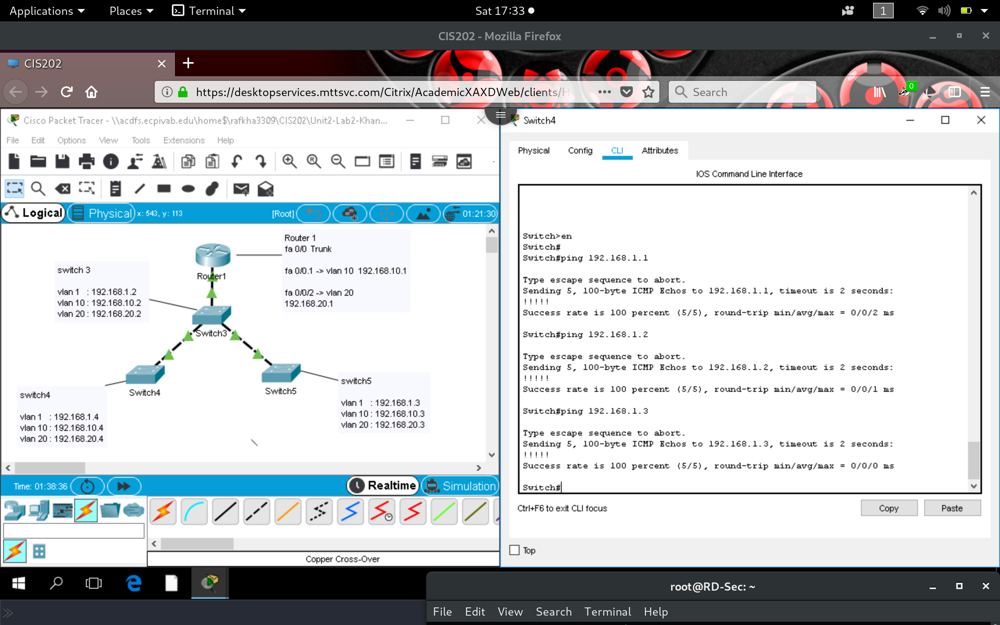 Applications Places Terminal Sat 17:33 1
CIS202 - Mozilla Firefox
CIS202
https://desktopservices.mttsvc.com/Citrix/AcademicXAXDWeb/clients/H Search 0
Cisco Packet Tracer - \\acdfs.ecpivab.edu\home$\rafkha3309\CIS202\Unit2-Lab2-Khan...
File Edit Options View Tools Extensions Help
Logical Physical x: 543, y: 113 [Root] 01:21:30
Router 1
fa 0/0 Trunk
fa 0/0.1 -> vlan 10 192.168.10.1
fa 0/0/2 -> vlan 20
192.168.20.1
Router1
switch 3
vlan 1 : 192.168.1.2
vlan 10 : 192.168.10.2
vlan 20 : 192.168.20.2
Switch3
Switch4
Switch5
switch4
vlan 1 : 192.168.1.4
vlan 10 : 192.168.10.4
vlan 20 : 192.168.20.4
switch5
vlan 1 : 192.168.1.3
vlan 10 : 192.168.10.3
vlan 20 : 192.168.20.3
Time: 01:38:36 Realtime Simulation
Copper Cross-Over
Switch4
Physical Config CLI Attributes
IOS Command Line Interface
Switch>en
Switch#
Switch#ping 192.168.1.1
Type escape sequence to abort.
Sending 5, 100-byte ICMP Echos to 192.168.1.1, timeout is 2 seconds:
!!!!!
Success rate is 100 percent (5/5), round-trip min/avg/max = 0/0/2 ms
Switch#ping 192.168.1.2
Type escape sequence to abort.
Sending 5, 100-byte ICMP Echos to 192.168.1.2, timeout is 2 seconds:
!!!!!
Success rate is 100 percent (5/5), round-trip min/avg/max = 0/0/1 ms
Switch#ping 192.168.1.3
Type escape sequence to abort.
Sending 5, 100-byte ICMP Echos to 192.168.1.3, timeout is 2 seconds:
!!!!!
Success rate is 100 percent (5/5), round-trip min/avg/max = 0/0/0 ms
Switch#
Ctrl+F6 to exit CLI focus
Copy Paste
Top
root@RD-Sec: ~
File Edit View Search Terminal Help